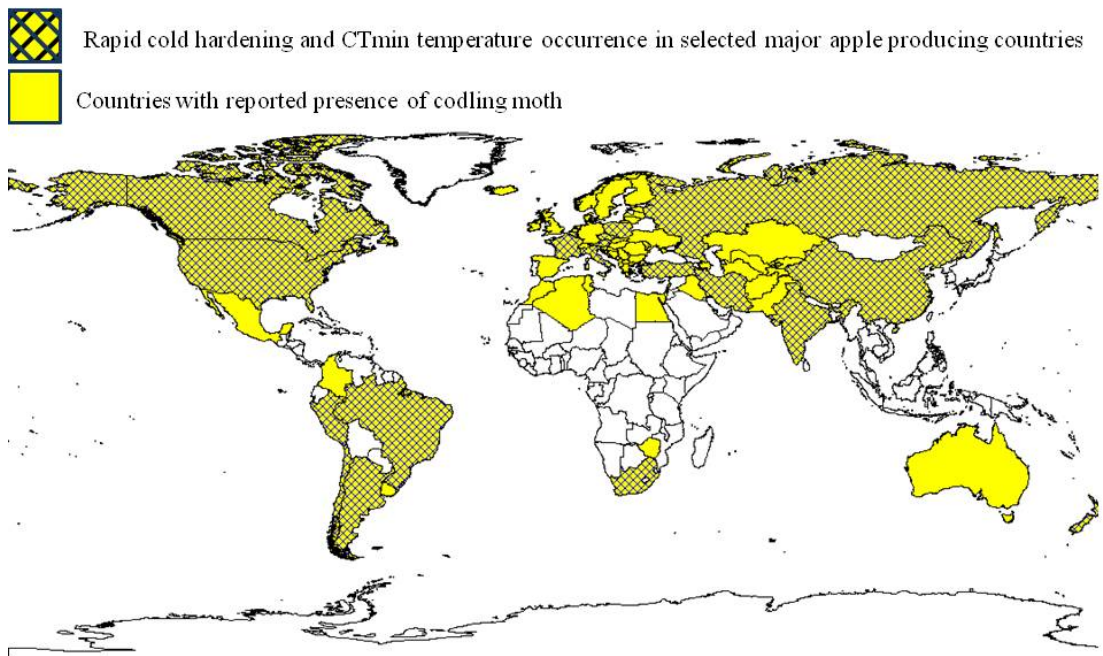 Rapid cold hardening and CTmin temperature occurrence in selected major apple producing countries
Countries with reported presence of codling moth